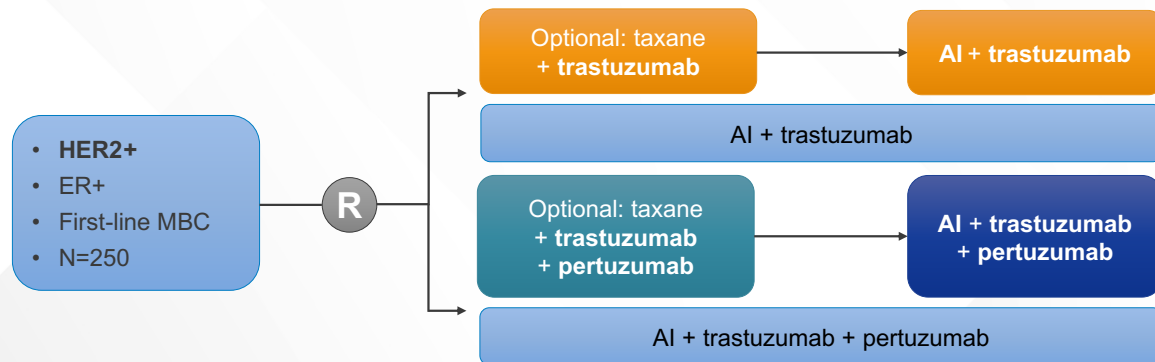 • HER2+
• ER+
• First-line MBC
• N=250
R
Optional: taxane
+ trastuzumab
AI + trastuzumab
AI + trastuzumab
Optional: taxane
+ trastuzumab
+ pertuzumab
AI + trastuzumab
+ pertuzumab
AI + trastuzumab + pertuzumab